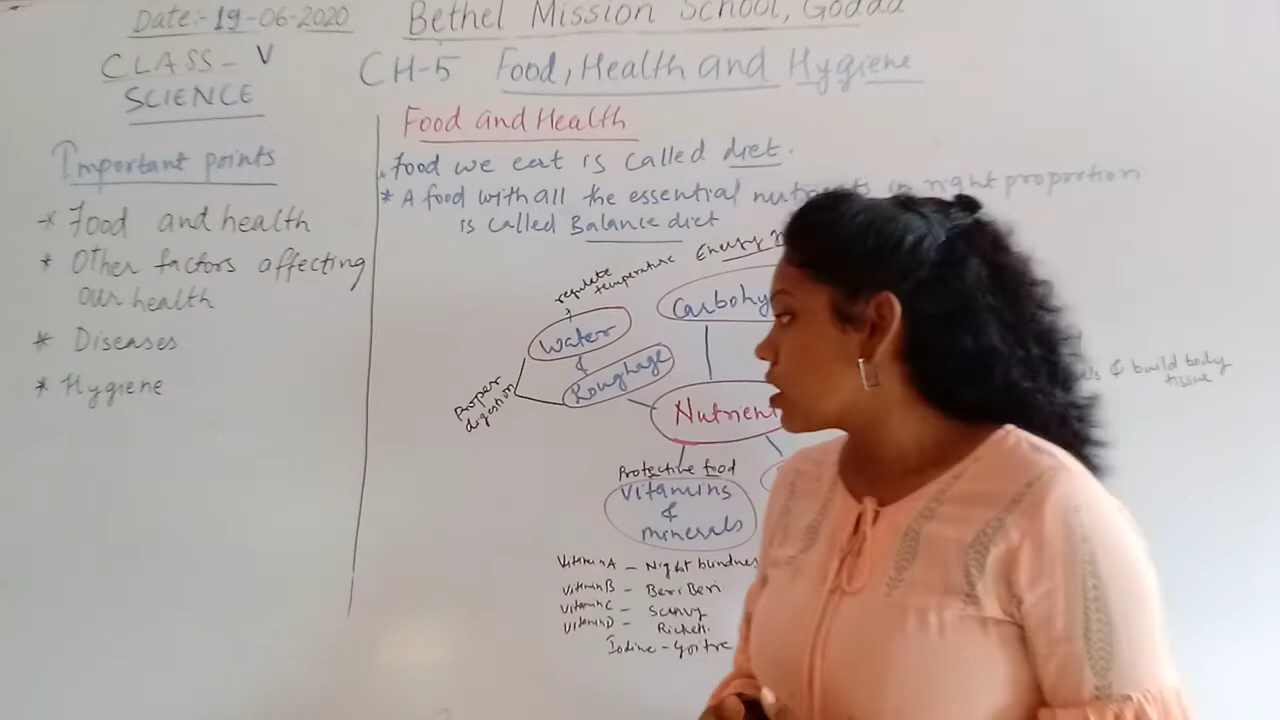 Date:- 19-06-2020
Bethel Mission School, Godda
CLASS - V
SCIENCE
CH-5 Food, Health and Hygiene
Important points
* Food and health
* Other factors affecting
our health
* Diseases
* Hygiene
Food and Health
food we eat is called diet.
* A food with all the essential nutrients in right proportion
is called Balance diet
regulate
temperature
Energy
Water
&
Roughage
Proper
digestion
Carbohy
Nutrient
& build body
tissue
Protective food
Vitamins
&
minerals
Vitamin A - Night
Vitamin B - Beri Beri
Vitamin C - Scurvy
Vitamin D -
Iodine - Goitre